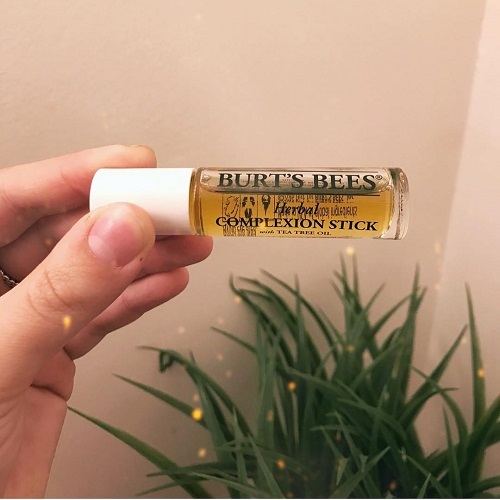 BURT'S BEES®
Herbal
COMPLEXION STICK
with TEA TREE OIL